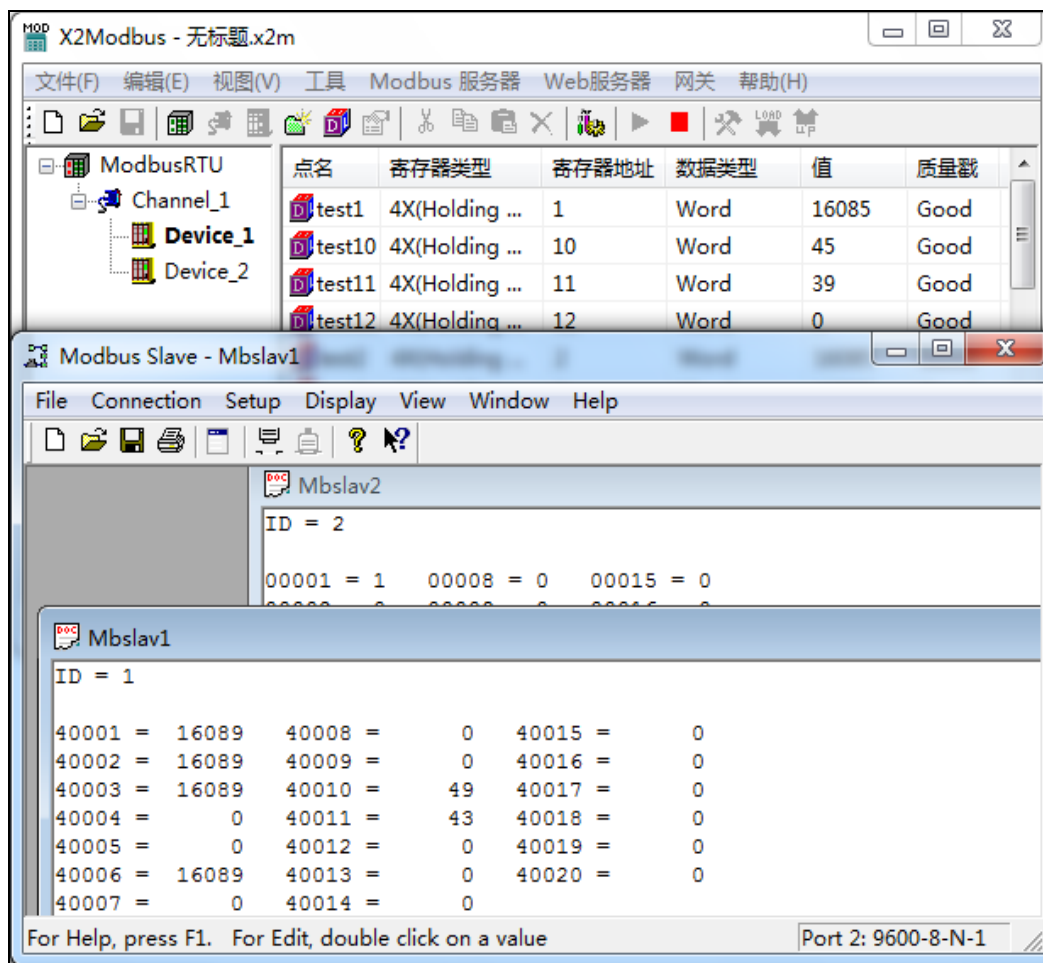 X2Modbus - 无标题.x2m
文件(F) 编辑(E) 视图(V) 工具 Modbus 服务器 Web服务器 网关 帮助(H)
ModbusRTU
Channel_1
Device_1
Device_2
点名 寄存器类型 寄存器地址 数据类型 值 质量戳
test1 4X(Holding ... 1 Word 16085 Good
test10 4X(Holding ... 10 Word 45 Good
test11 4X(Holding ... 11 Word 39 Good
test12 4X(Holding ... 12 Word 0 Good
Modbus Slave - Mbslav1
File Connection Setup Display View Window Help
Mbslav2
ID = 2
00001 = 1 00008 = 0 00015 = 0
Mbslav1
ID = 1
40001 = 16089 40008 = 0 40015 = 0
40002 = 16089 40009 = 0 40016 = 0
40003 = 16089 40010 = 49 40017 = 0
40004 = 0 40011 = 43 40018 = 0
40005 = 0 40012 = 0 40019 = 0
40006 = 16089 40013 = 0 40020 = 0
40007 = 0 40014 = 0
For Help, press F1. For Edit, double click on a value
Port 2: 9600-8-N-1